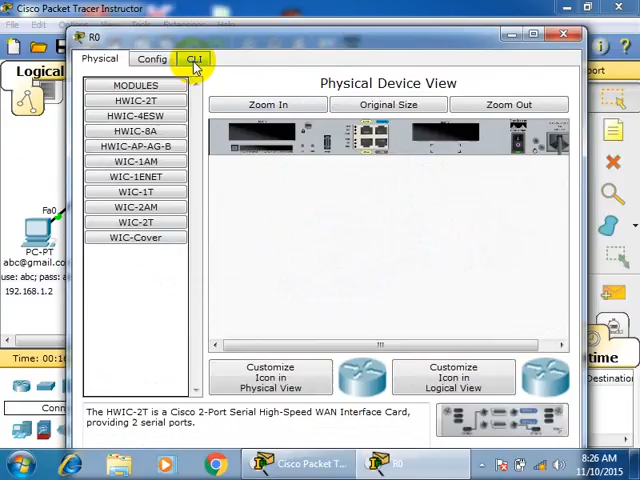 Cisco Packet Tracer Instructor
R0
Physical
Config
CLI
Logical
MODULES
HWIC-2T
HWIC-4ESW
HWIC-8A
HWIC-AP-AG-B
WIC-1AM
WIC-1ENET
WIC-1T
WIC-2AM
WIC-2T
WIC-Cover
Physical Device View
Zoom In
Original Size
Zoom Out
Fa0
PC-PT
abc@gmail.com
use: abc; pass:
192.168.1.2
Customize
Icon in
Physical View
Customize
Icon in
Logical View
The HWIC-2T is a Cisco 2-Port Serial High-Speed WAN Interface Card,
providing 2 serial ports.
Time: 00:1
time
Destination
Conn
Cisco Packet T...
R0
8:26 AM
11/10/2015